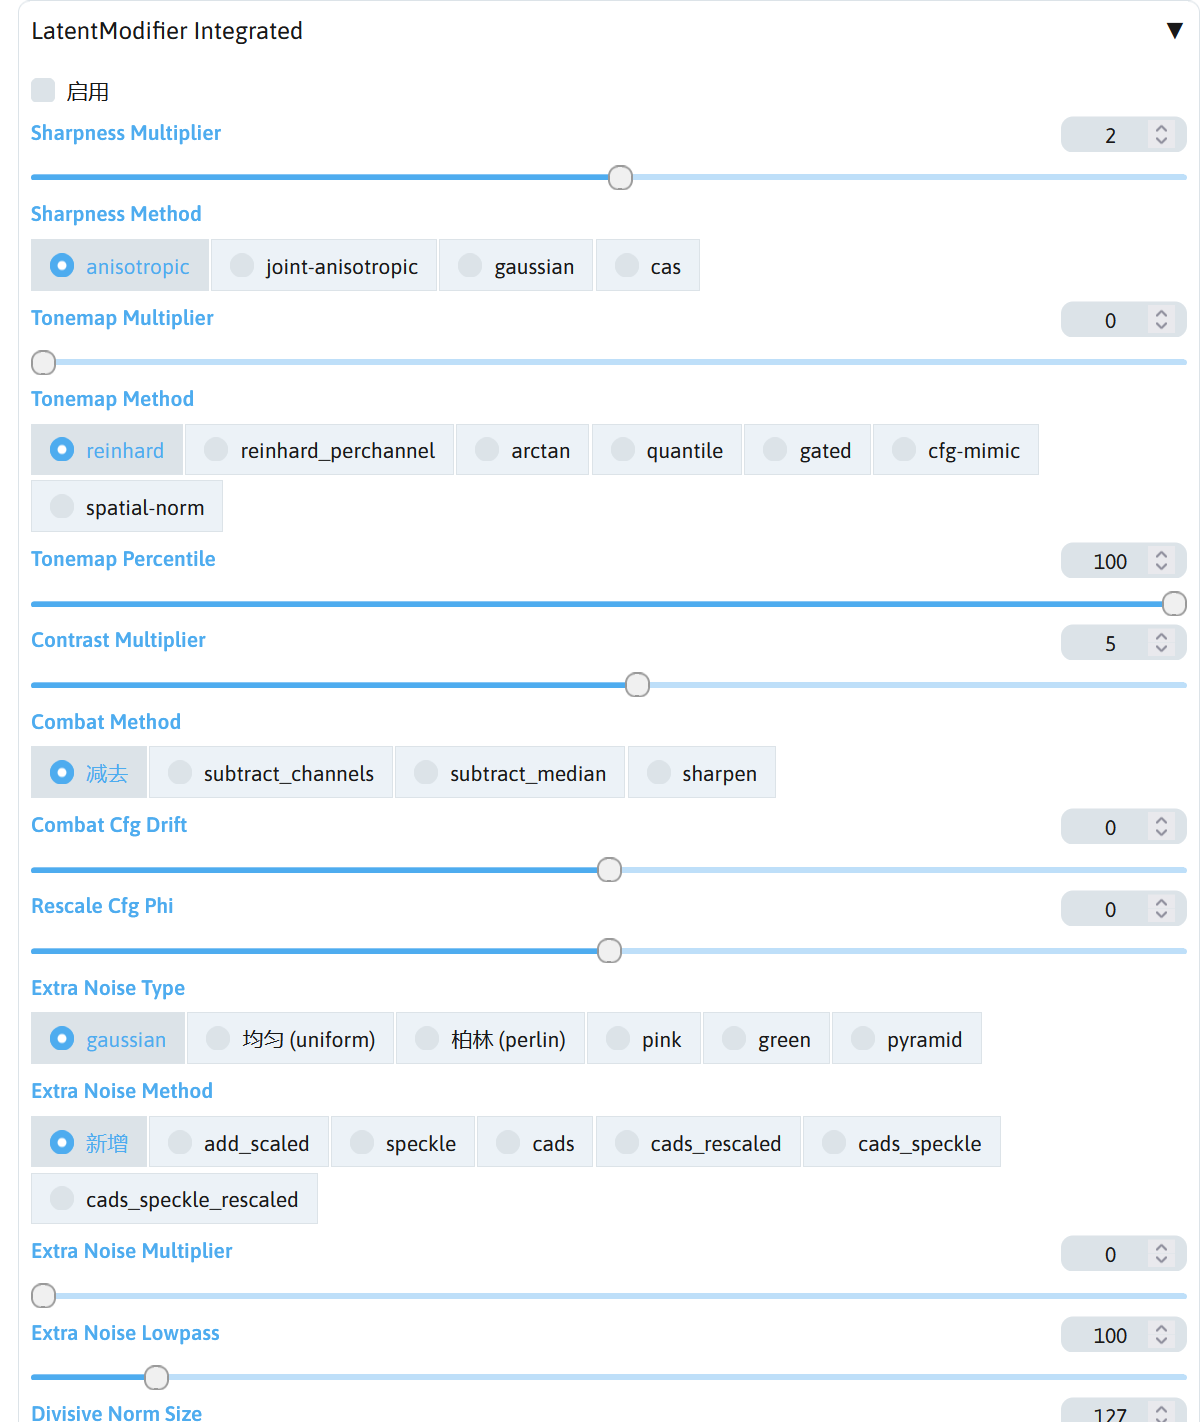 LatentModifier Integrated ▼
启用
Sharpness Multiplier 2
Sharpness Method
anisotropic joint-anisotropic gaussian cas
Tonemap Multiplier 0
Tonemap Method
reinhard reinhard_perchannel arctan quantile gated cfg-mimic
spatial-norm
Tonemap Percentile 100
Contrast Multiplier 5
Combat Method
减去 subtract_channels subtract_median sharpen
Combat Cfg Drift 0
Rescale Cfg Phi 0
Extra Noise Type
gaussian 均匀 (uniform) 柏林 (perlin) pink green pyramid
Extra Noise Method
新增 add_scaled speckle cads cads_rescaled cads_speckle
cads_speckle_rescaled
Extra Noise Multiplier 0
Extra Noise Lowpass 100
Divisive Norm Size 127